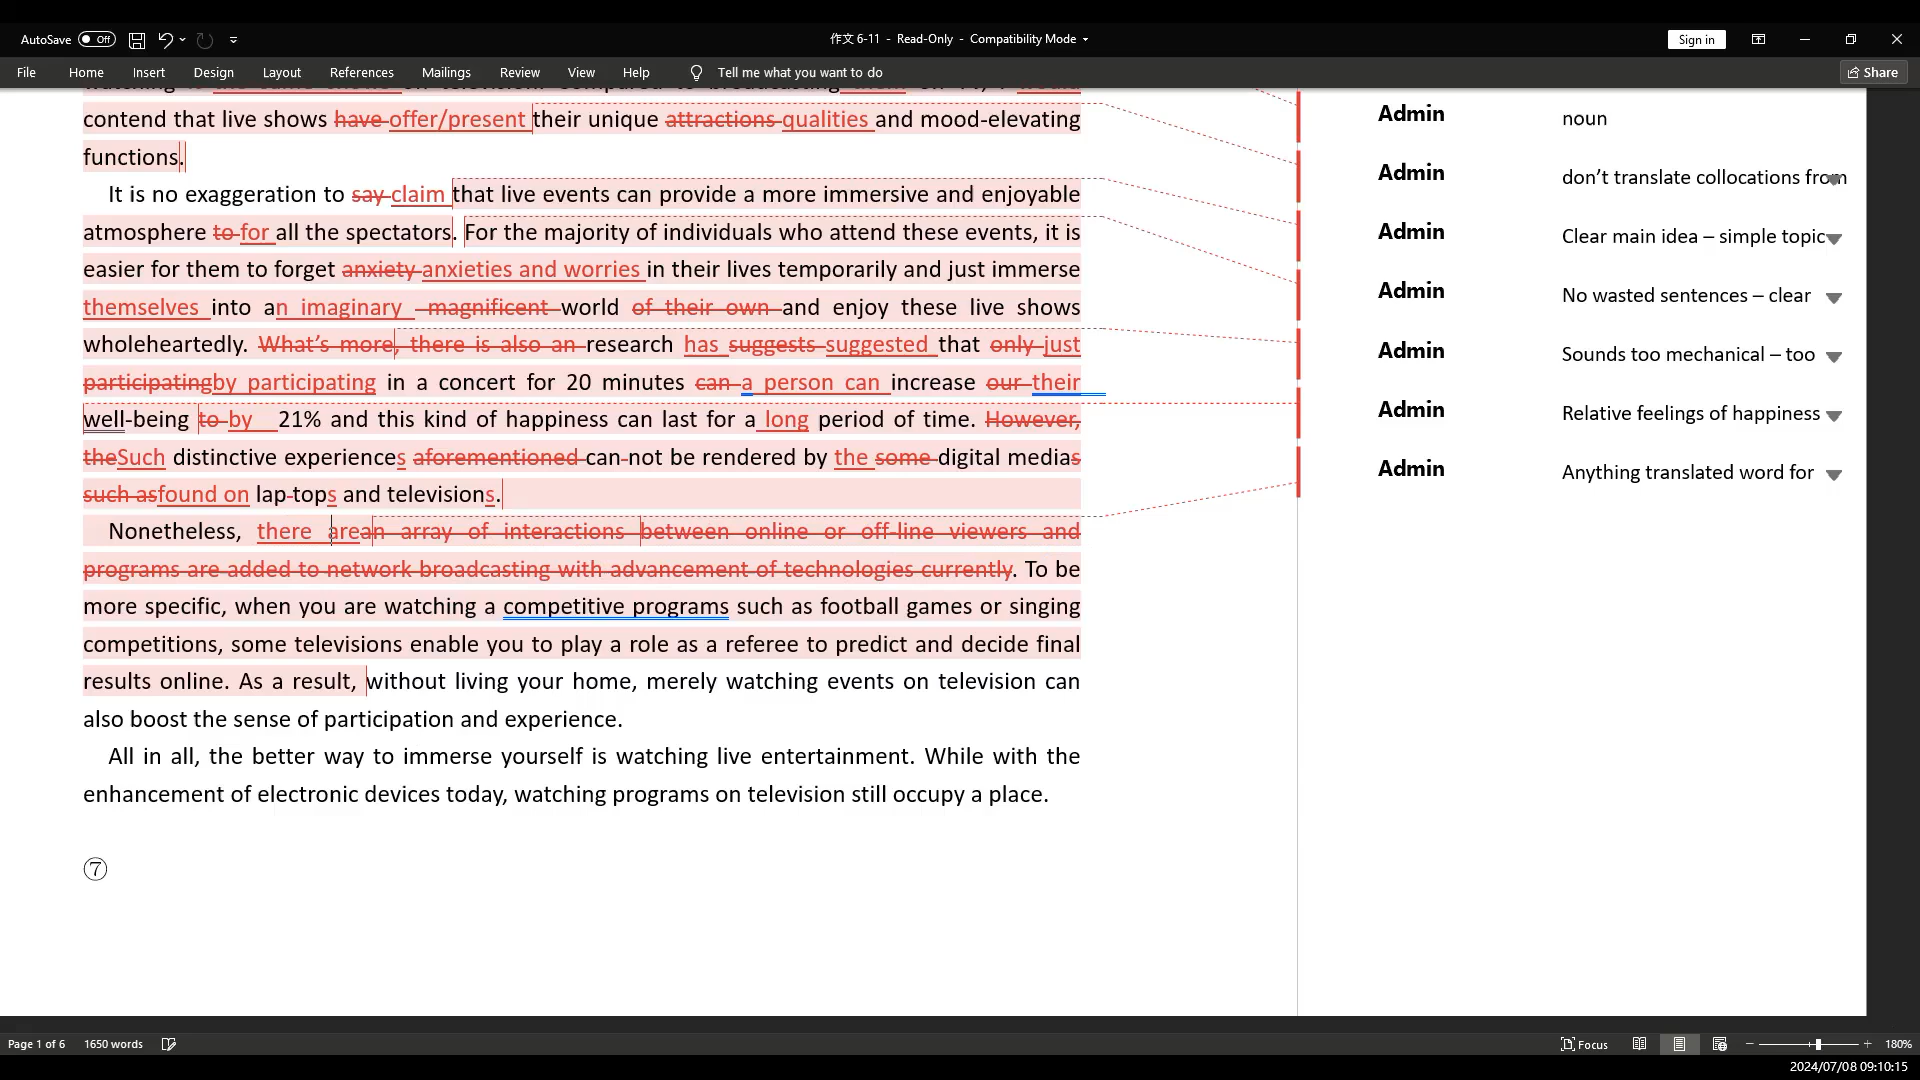 AutoSave Off
作文 6-11 - Read-Only - Compatibility Mode
Sign in
File Home Insert Design Layout References Mailings Review View Help Tell me what you want to do Share
contend that live shows have offer/present their unique attractions qualities and mood-elevating
functions.
It is no exaggeration to say claim that live events can provide a more immersive and enjoyable
atmosphere to for all the spectators. For the majority of individuals who attend these events, it is
easier for them to forget anxiety anxieties and worries in their lives temporarily and just immerse
themselves into an imaginary magnificent world of their own and enjoy these live shows
wholeheartedly. What's more, there is also an research has suggests suggested that only just
participatingby participating in a concert for 20 minutes can a person can increase our their
well-being to by 21% and this kind of happiness can last for a long period of time. However,
theSuch distinctive experiences aforementioned can-not be rendered by the some digital medias
such asfound on lap-tops and televisions.
Nonetheless, there arean array of interactions between online or off-line viewers and
programs are added to network broadcasting with advancement of technologies currently. To be
more specific, when you are watching a competitive programs such as football games or singing
competitions, some televisions enable you to play a role as a referee to predict and decide final
results online. As a result, without living your home, merely watching events on television can
also boost the sense of participation and experience.
All in all, the better way to immerse yourself is watching live entertainment. While with the
enhancement of electronic devices today, watching programs on television still occupy a place.
⑦
Admin noun
Admin don't translate collocations from
Admin Clear main idea – simple topic
Admin No wasted sentences – clear
Admin Sounds too mechanical – too
Admin Relative feelings of happiness
Admin Anything translated word for
Page 1 of 6 1650 words Focus 180%
2024/07/08 09:10:15